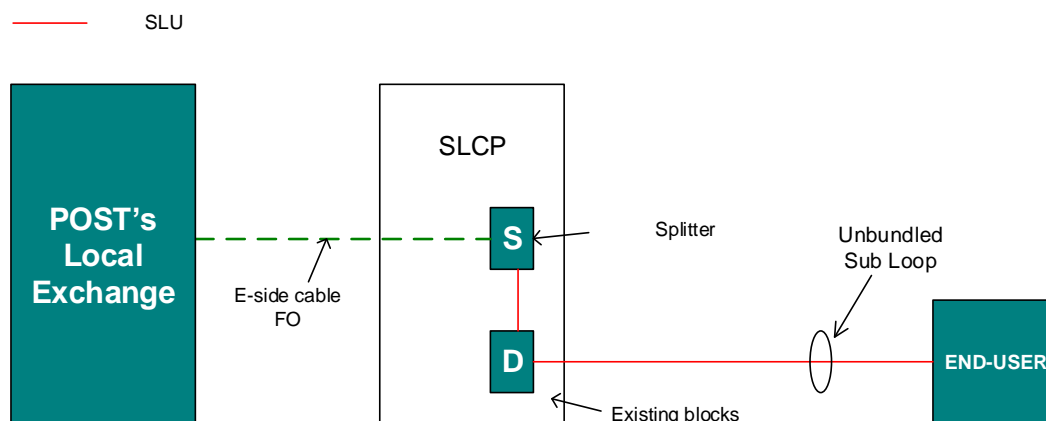 SLU
POST's
Local
Exchange
SLCP
S
Splitter
Unbundled
Sub Loop
E-side cable
FO
D
END-USER
Existing blocks